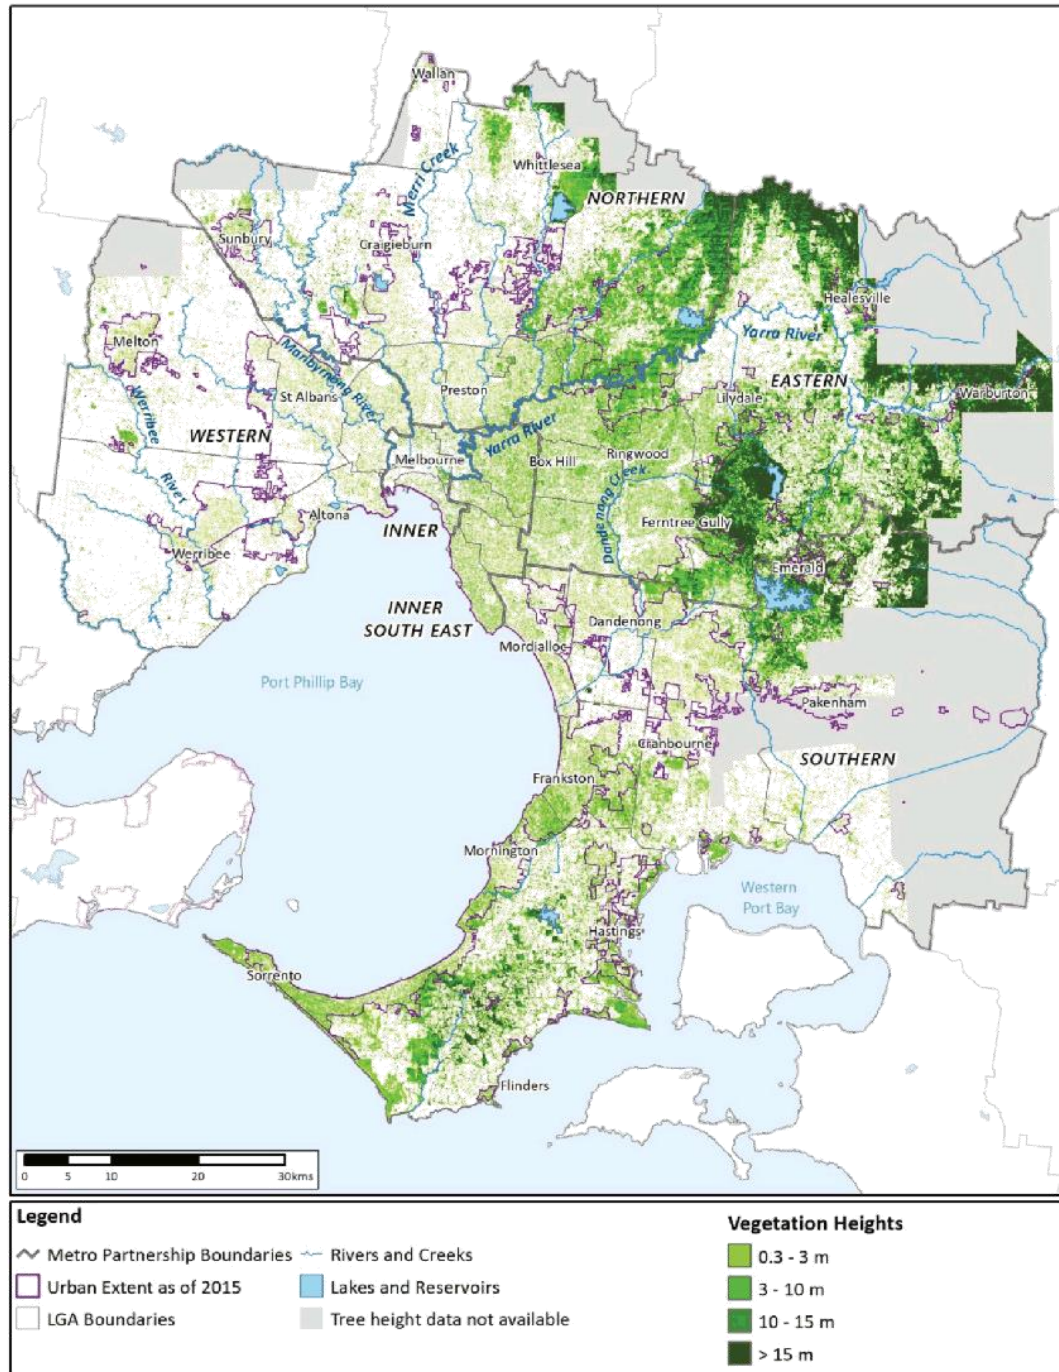 Wallan
Whittlesea
Merri Creek
NORTHERN
Sunbury
Craigieburn
Healesville
Yarra River
Melton
Maribyrnong River
Preston
EASTERN
Warburton
St Albans
Lilydale
Werribee
River
WESTERN
Melbourne
Yarra River
Box Hill
Ringwood
Dandenong Creek
Altona
INNER
Ferntree Gully
Werribee
Emerald
INNER
SOUTH EAST
Dandenong
Mordialloc
Port Phillip Bay
Pakenham
Cranbourne
SOUTHERN
Frankston
Mornington
Western
Port Bay
Hastings
Sorrento
Flinders
0 5 10 20 30kms
Legend
Metro Partnership Boundaries
Urban Extent as of 2015
LGA Boundaries
Rivers and Creeks
Lakes and Reservoirs
Tree height data not available
Vegetation Heights
0.3 - 3 m
3 - 10 m
10 - 15 m
> 15 m